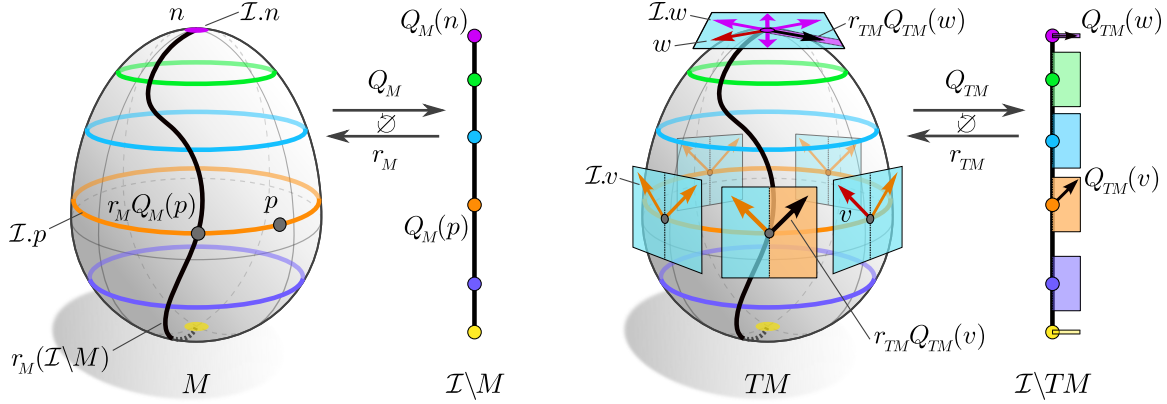 n
ℐ.n
Q_M(n)
Q_M
∅
r_M
r_M Q_M(p)
p
ℐ.p
Q_M(p)
r_M(ℐ\M)
M
ℐ\M
ℐ.w
w
r_TM Q_TM(w)
Q_TM(w)
Q_TM
∅
r_TM
ℐ.v
v
Q_TM(v)
r_TM Q_TM(v)
TM
ℐ\TM